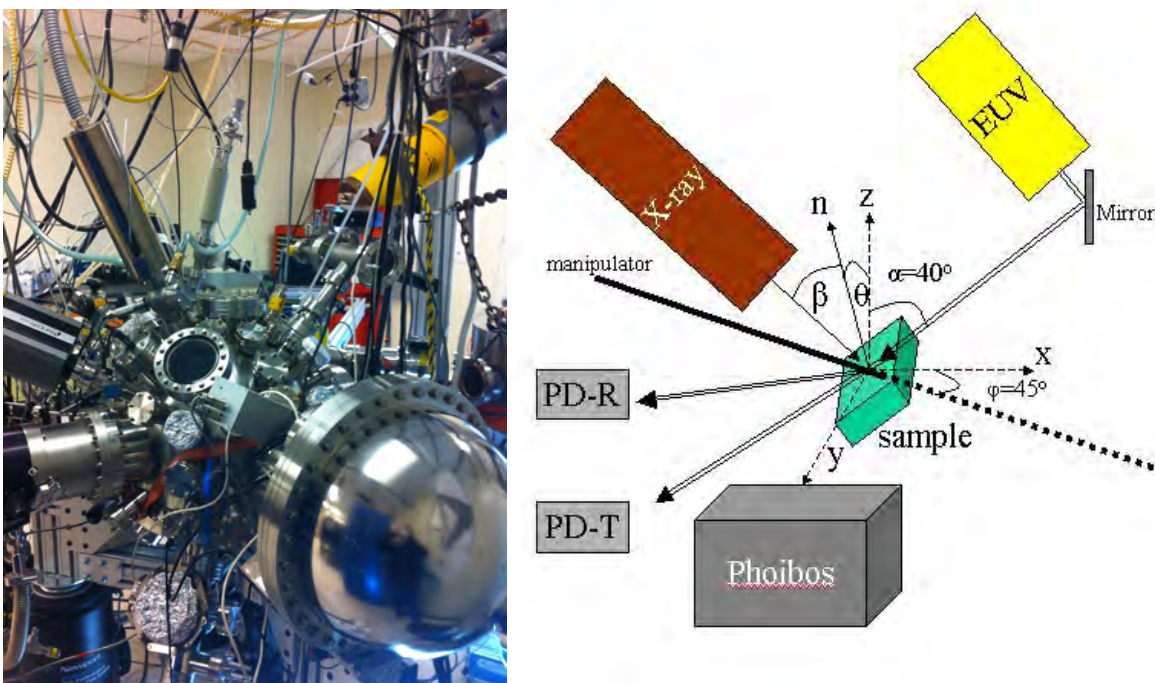 EUV
X-ray
n
z
Mirror
manipulator
α=40°
β
θ
x
PD-R
φ=45°
sample
y
PD-T
Phoibos